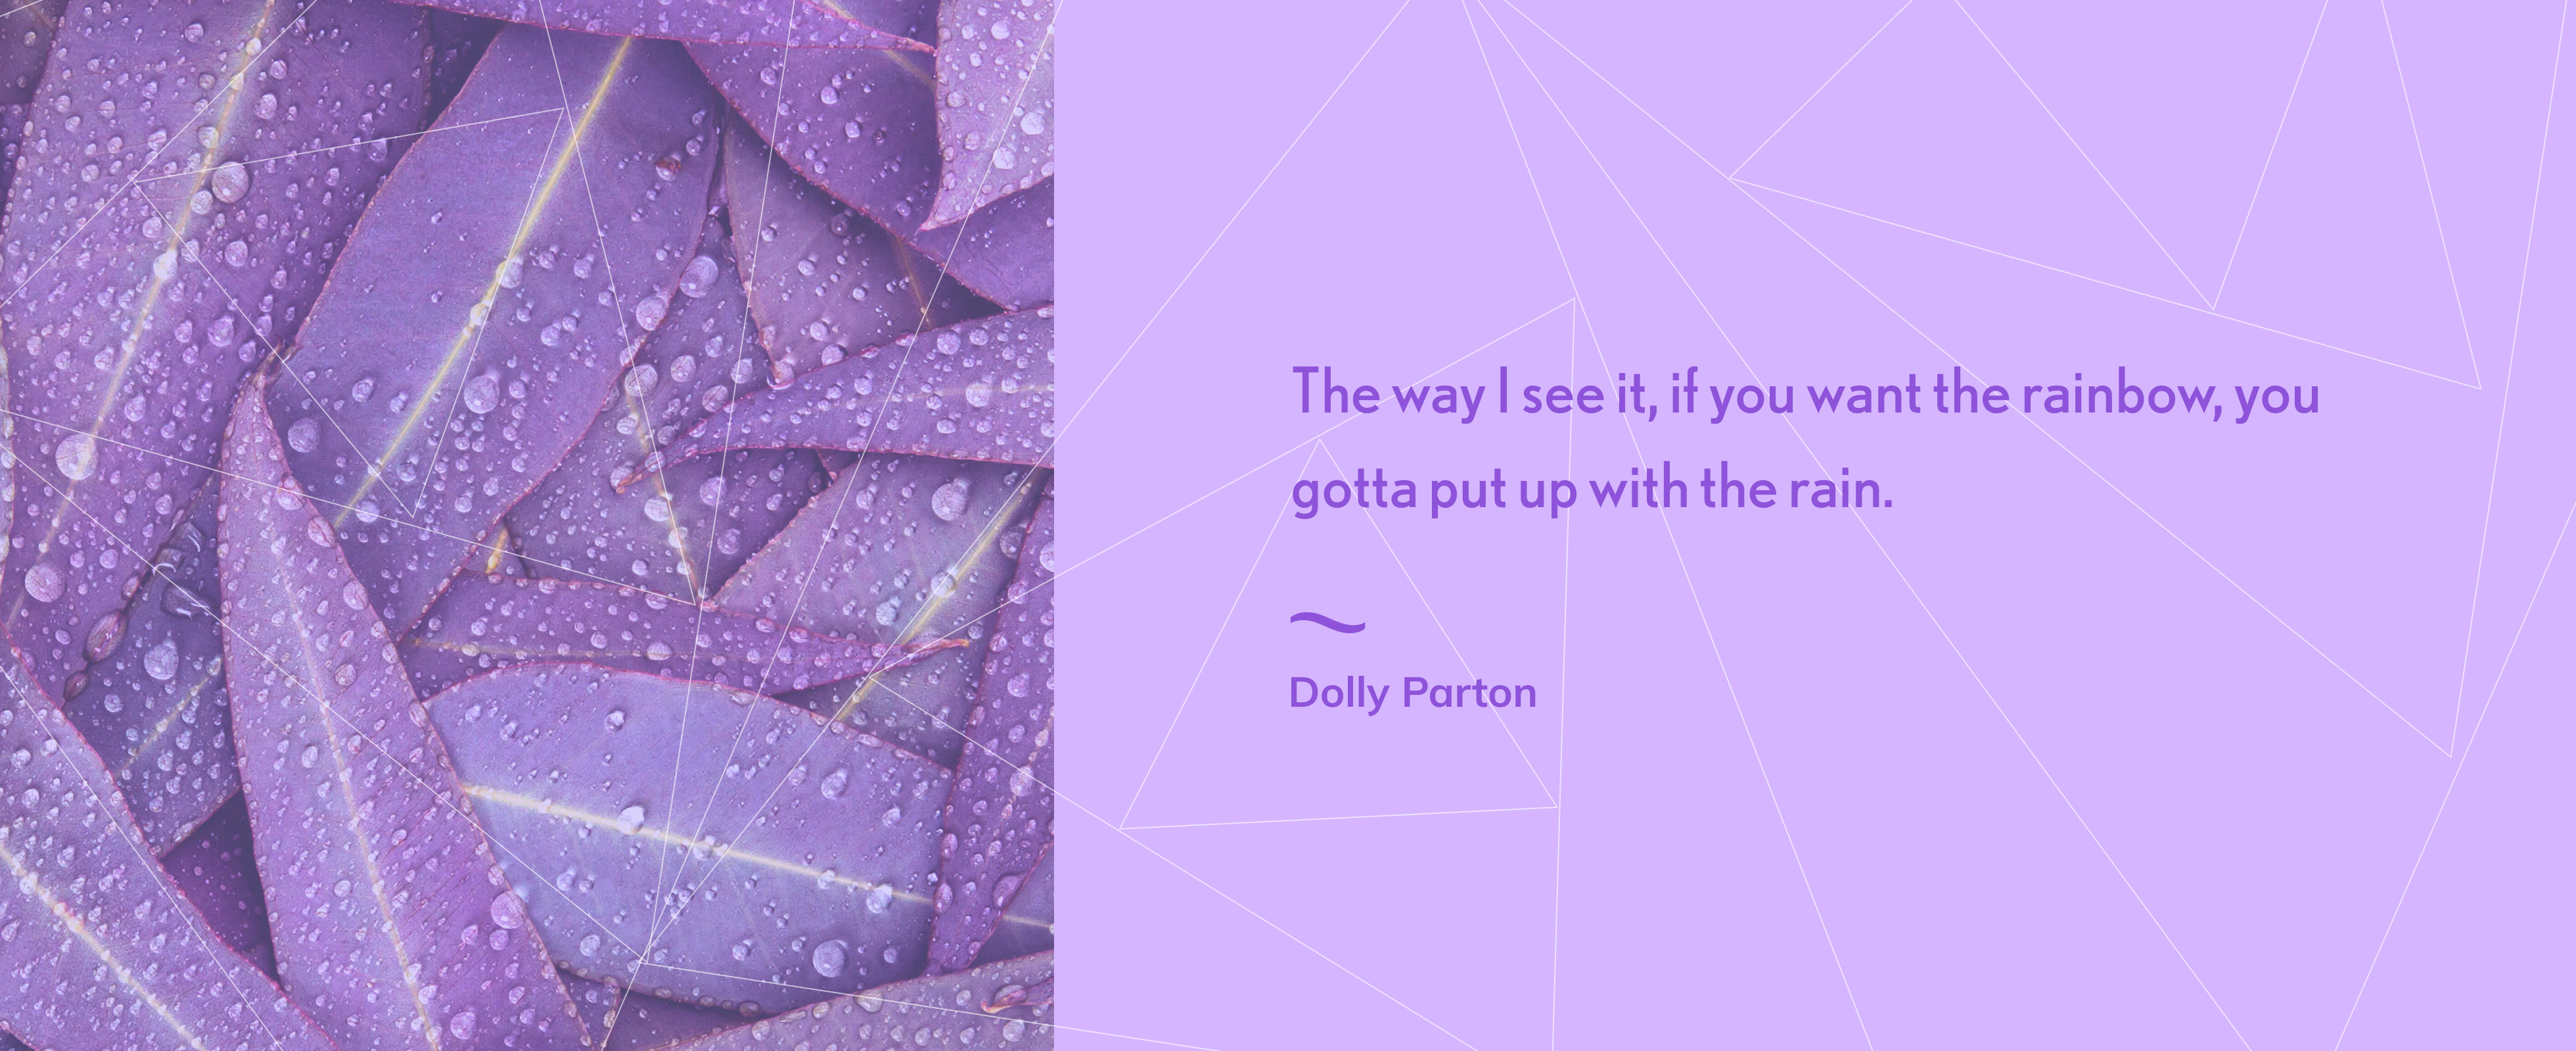 The way I see it, if you want the rainbow, you
gotta put up with the rain.
~
Dolly Parton